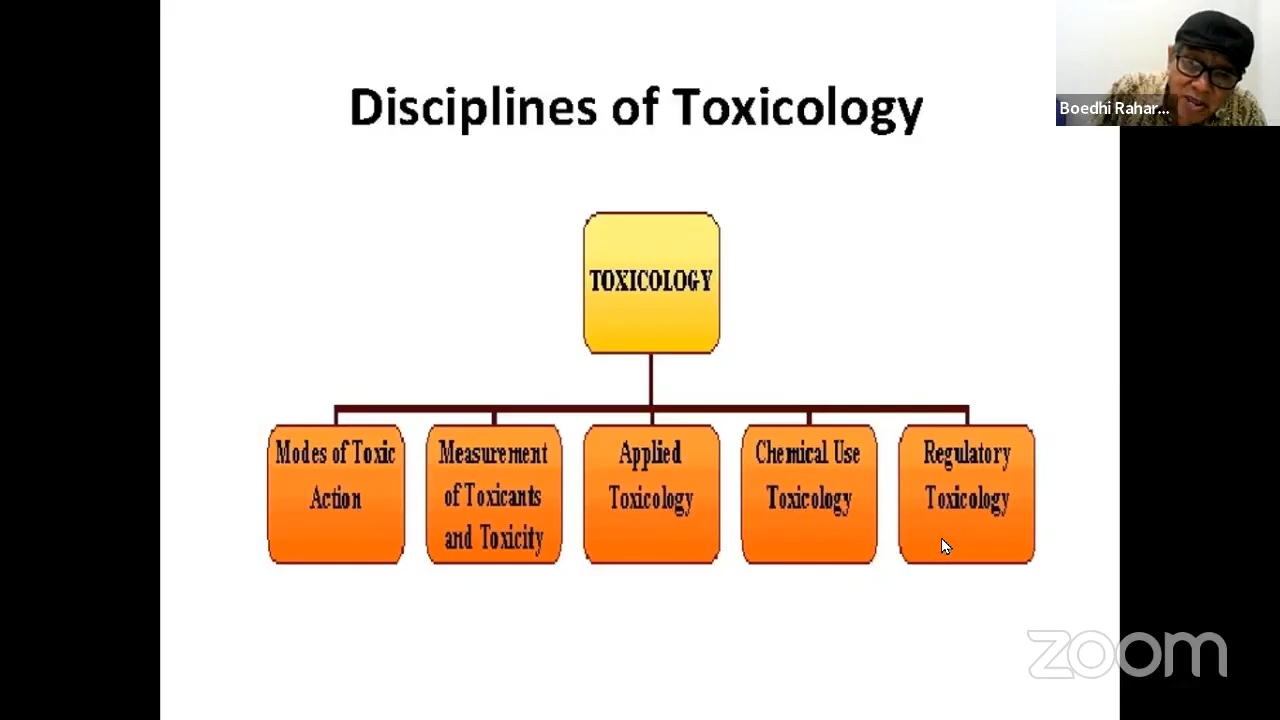 Disciplines of Toxicology
Boedhi Rahar...
TOXICOLOGY
Modes of Toxic
Action
Measurement
of Toxicants
and Toxicity
Applied
Toxicology
Chemical Use
Toxicology
Regulatory
Toxicology
zoom